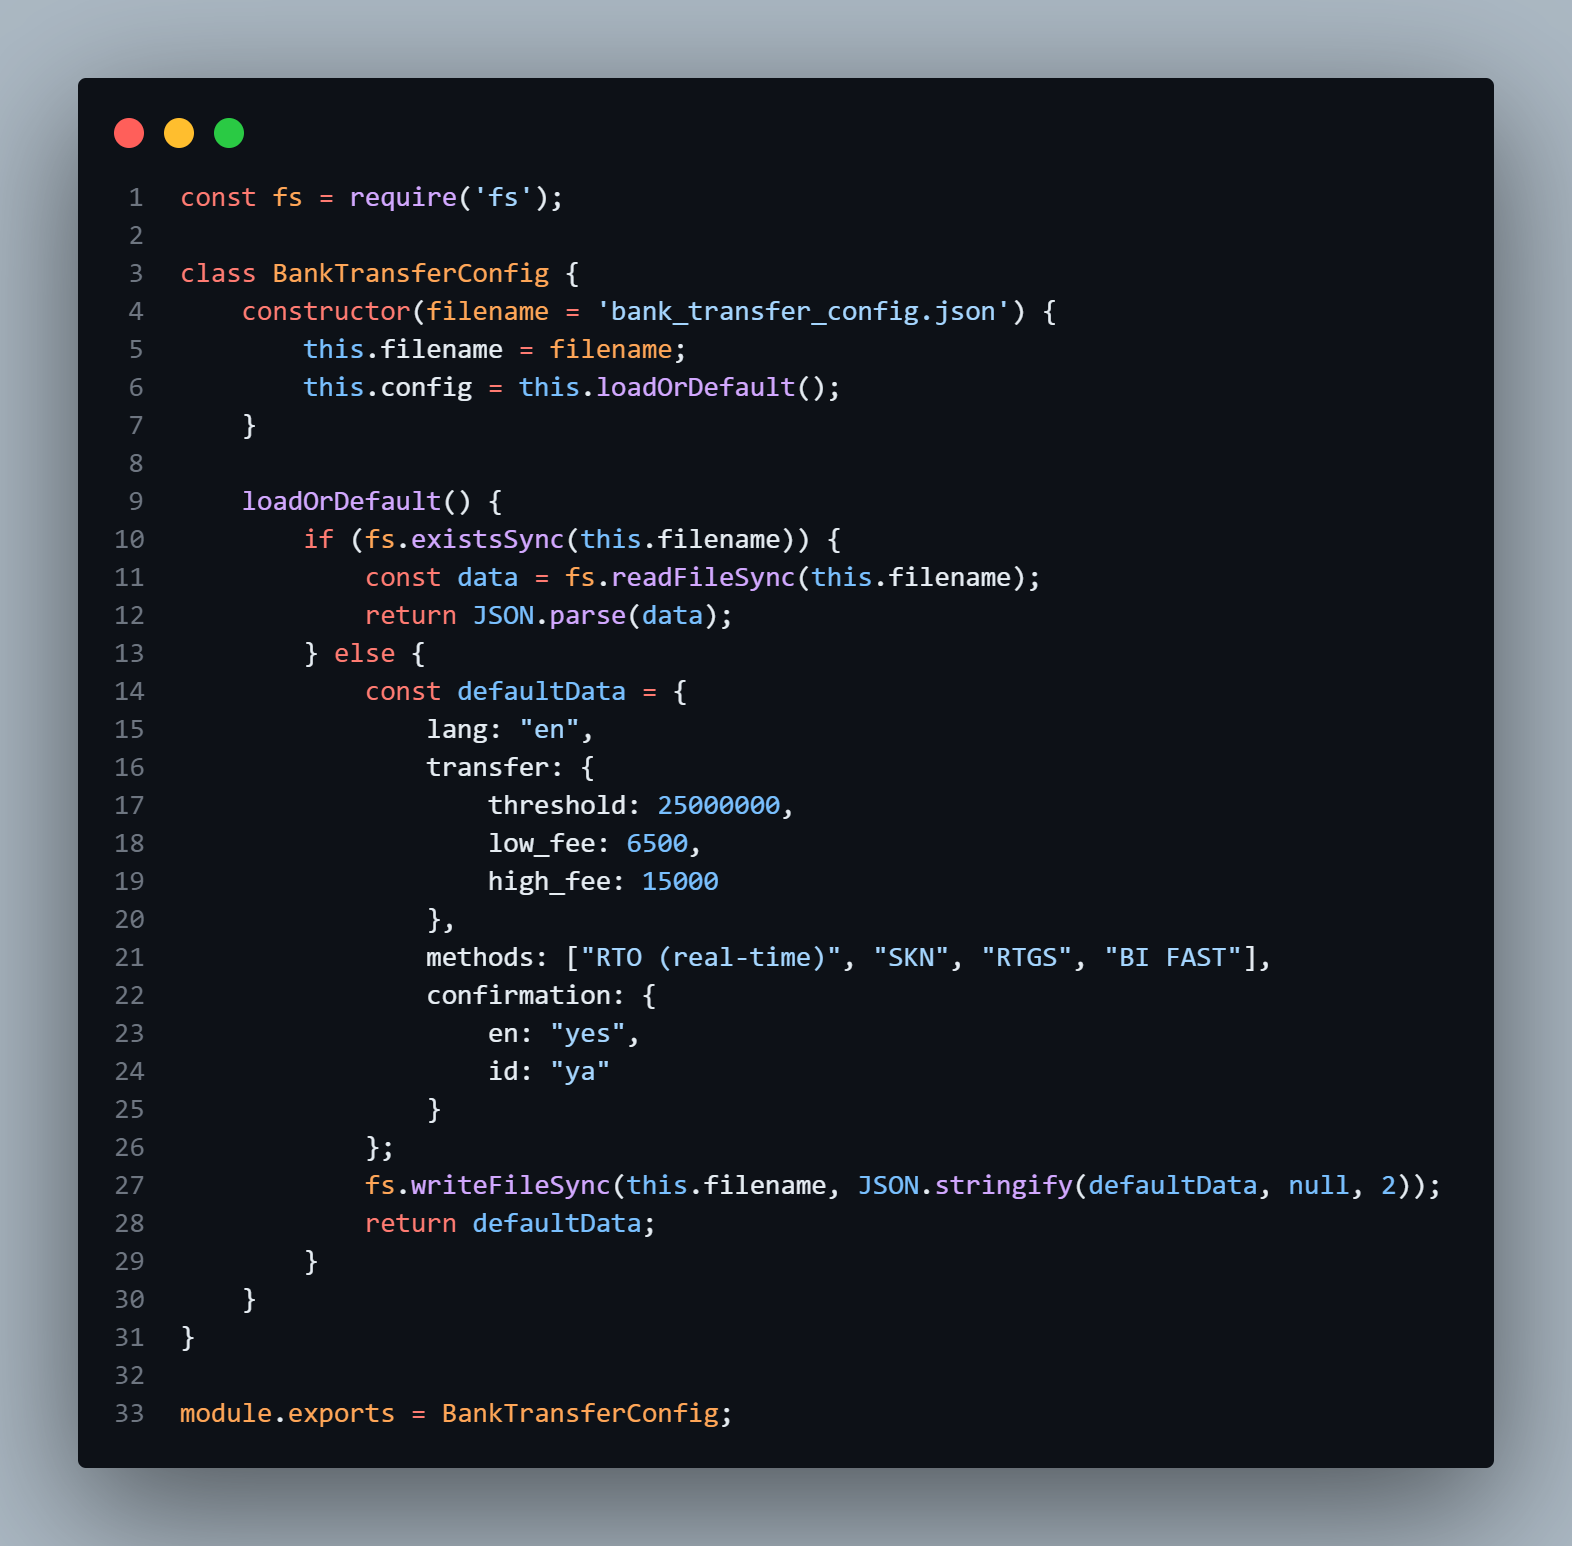 1 const fs = require('fs');
2
3 class BankTransferConfig {
4     constructor(filename = 'bank_transfer_config.json') {
5         this.filename = filename;
6         this.config = this.loadOrDefault();
7     }
8
9     loadOrDefault() {
10         if (fs.existsSync(this.filename)) {
11             const data = fs.readFileSync(this.filename);
12             return JSON.parse(data);
13         } else {
14             const defaultData = {
15                 lang: "en",
16                 transfer: {
17                     threshold: 25000000,
18                     low_fee: 6500,
19                     high_fee: 15000
20                 },
21                 methods: ["RTO (real-time)", "SKN", "RTGS", "BI FAST"],
22                 confirmation: {
23                     en: "yes",
24                     id: "ya"
25                 }
26             };
27             fs.writeFileSync(this.filename, JSON.stringify(defaultData, null, 2));
28             return defaultData;
29         }
30     }
31 }
32
33 module.exports = BankTransferConfig;